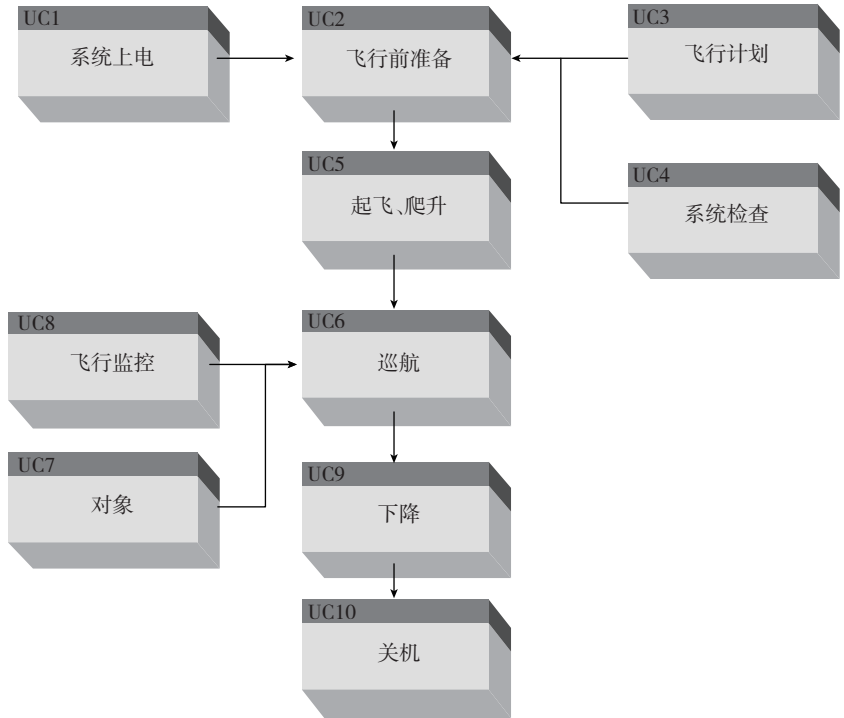 UC1
系统上电
UC2
飞行前准备
UC3
飞行计划
UC5
起飞、爬升
UC4
系统检查
UC8
飞行监控
UC6
巡航
UC7
对象
UC9
下降
UC10
关机